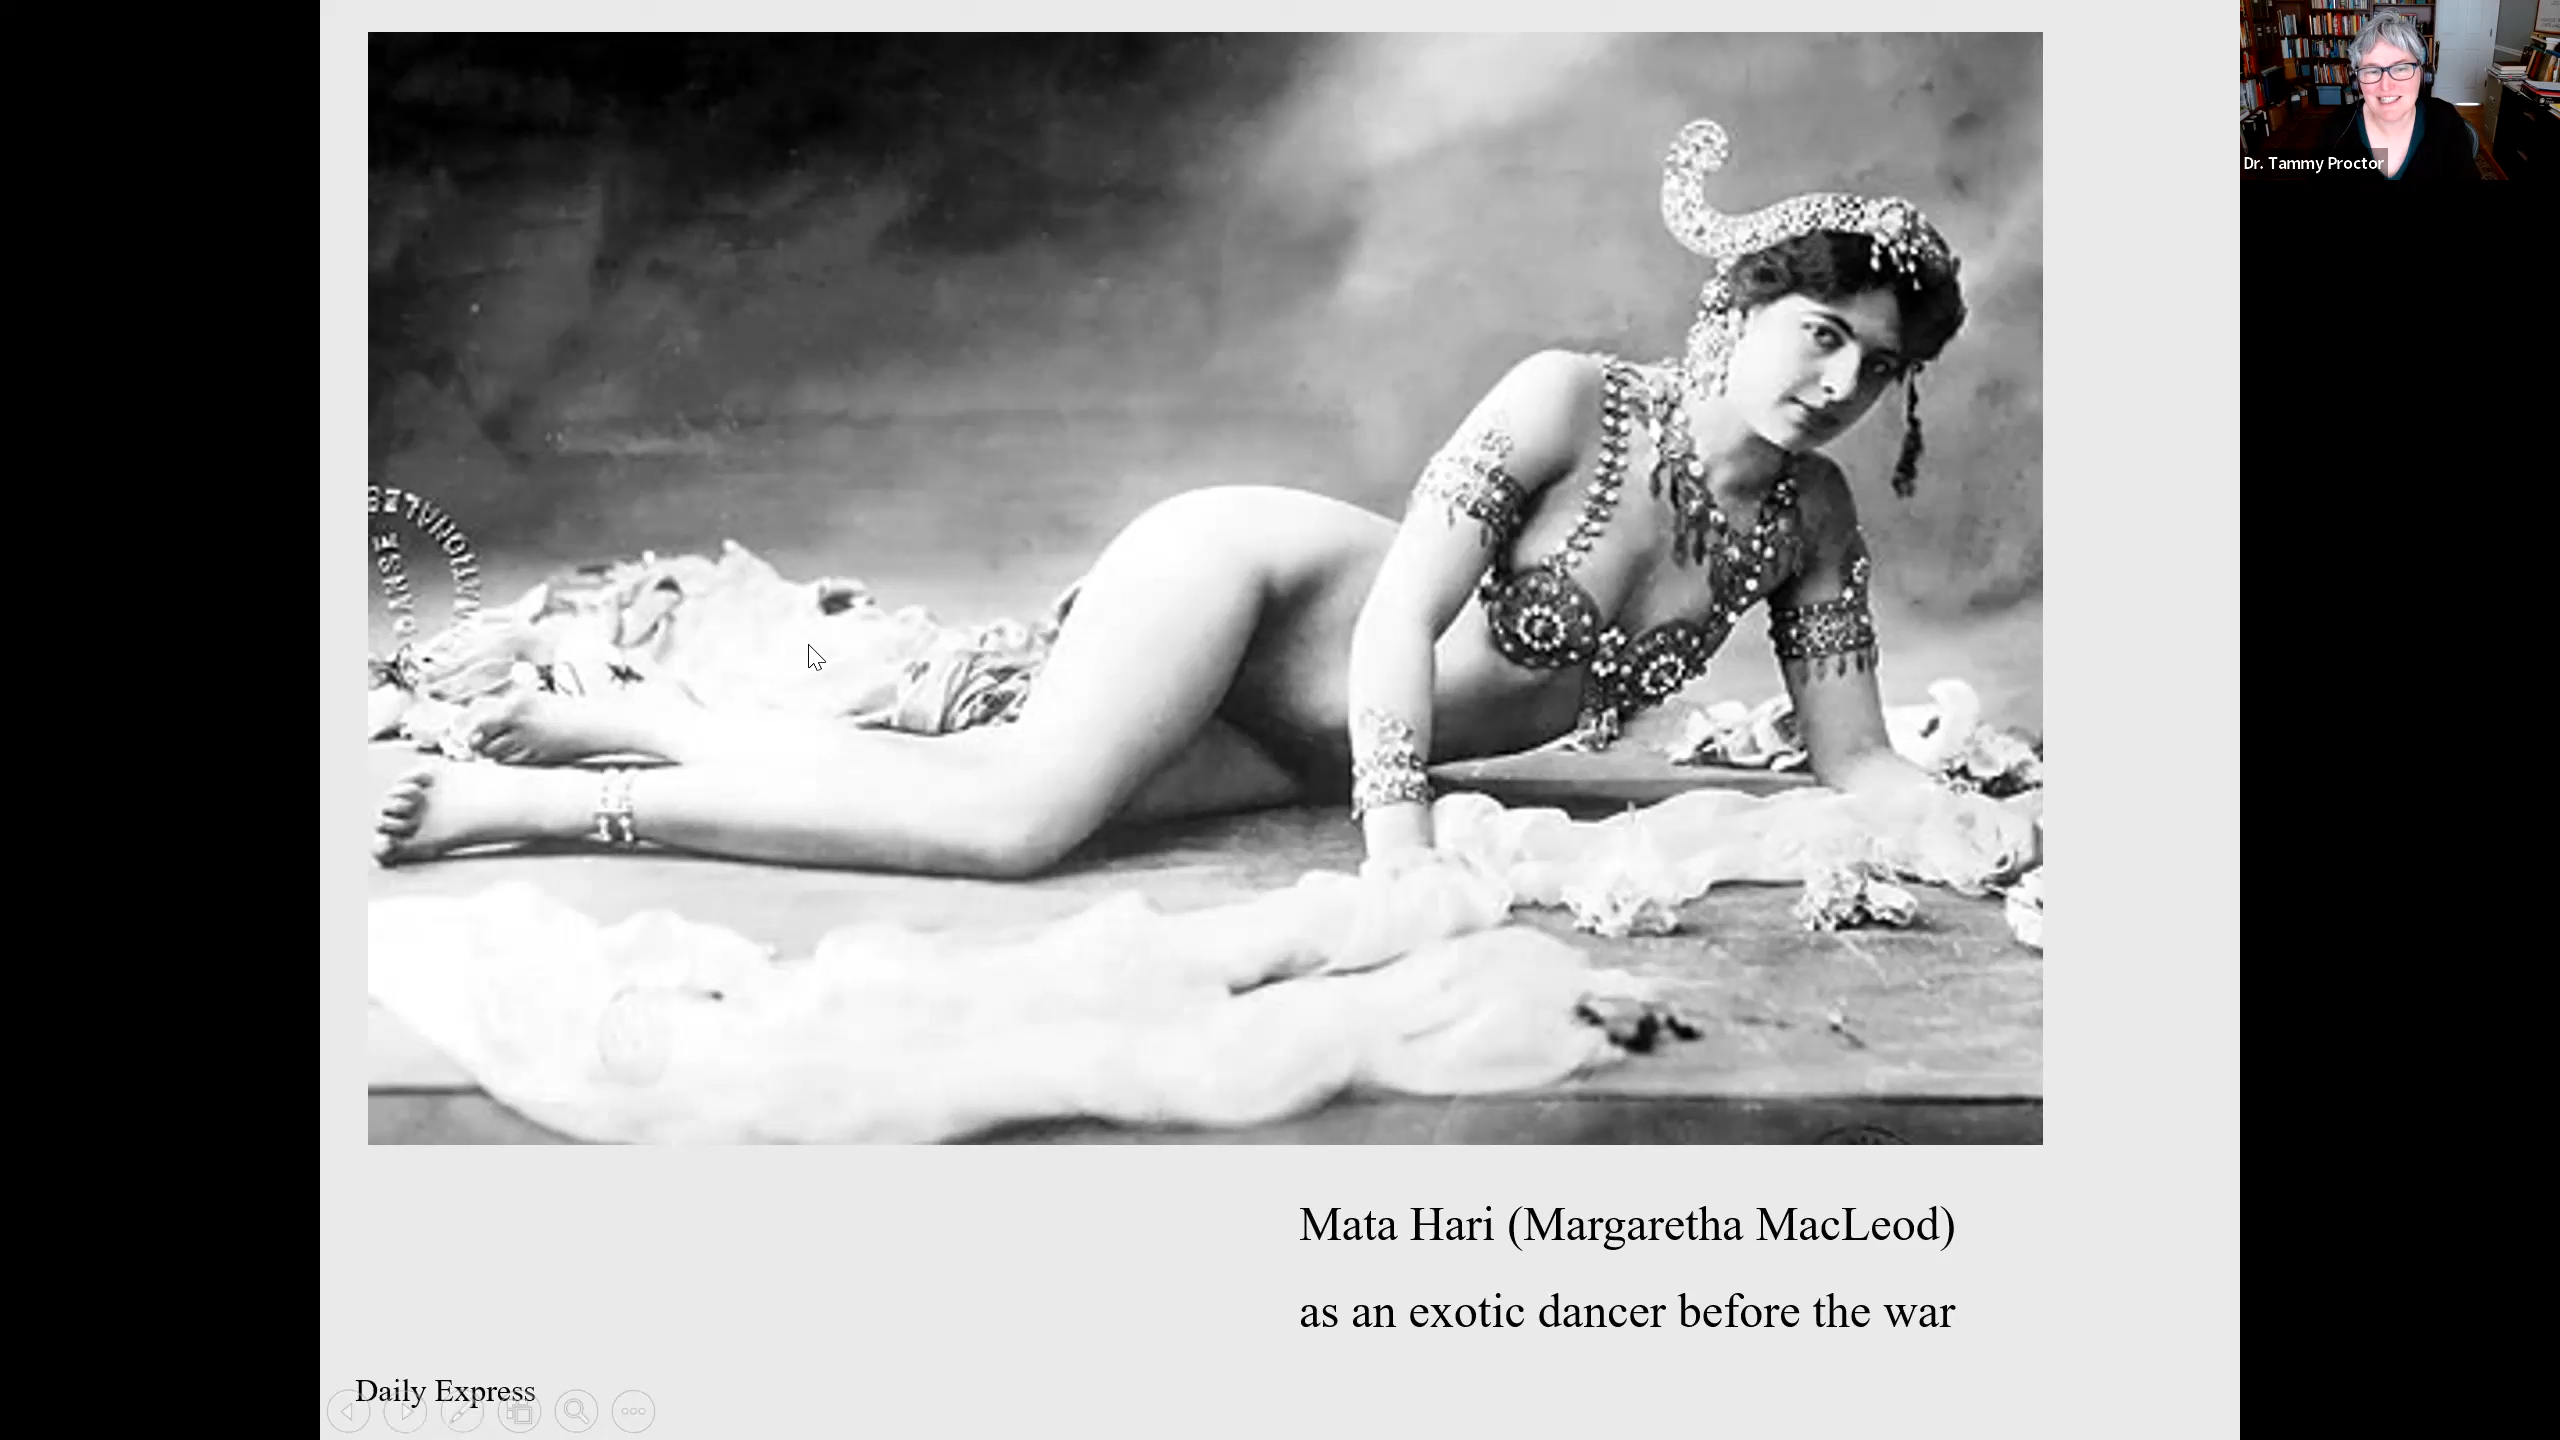 Dr. Tammy Proctor
Mata Hari (Margaretha MacLeod)
as an exotic dancer before the war
Daily Express